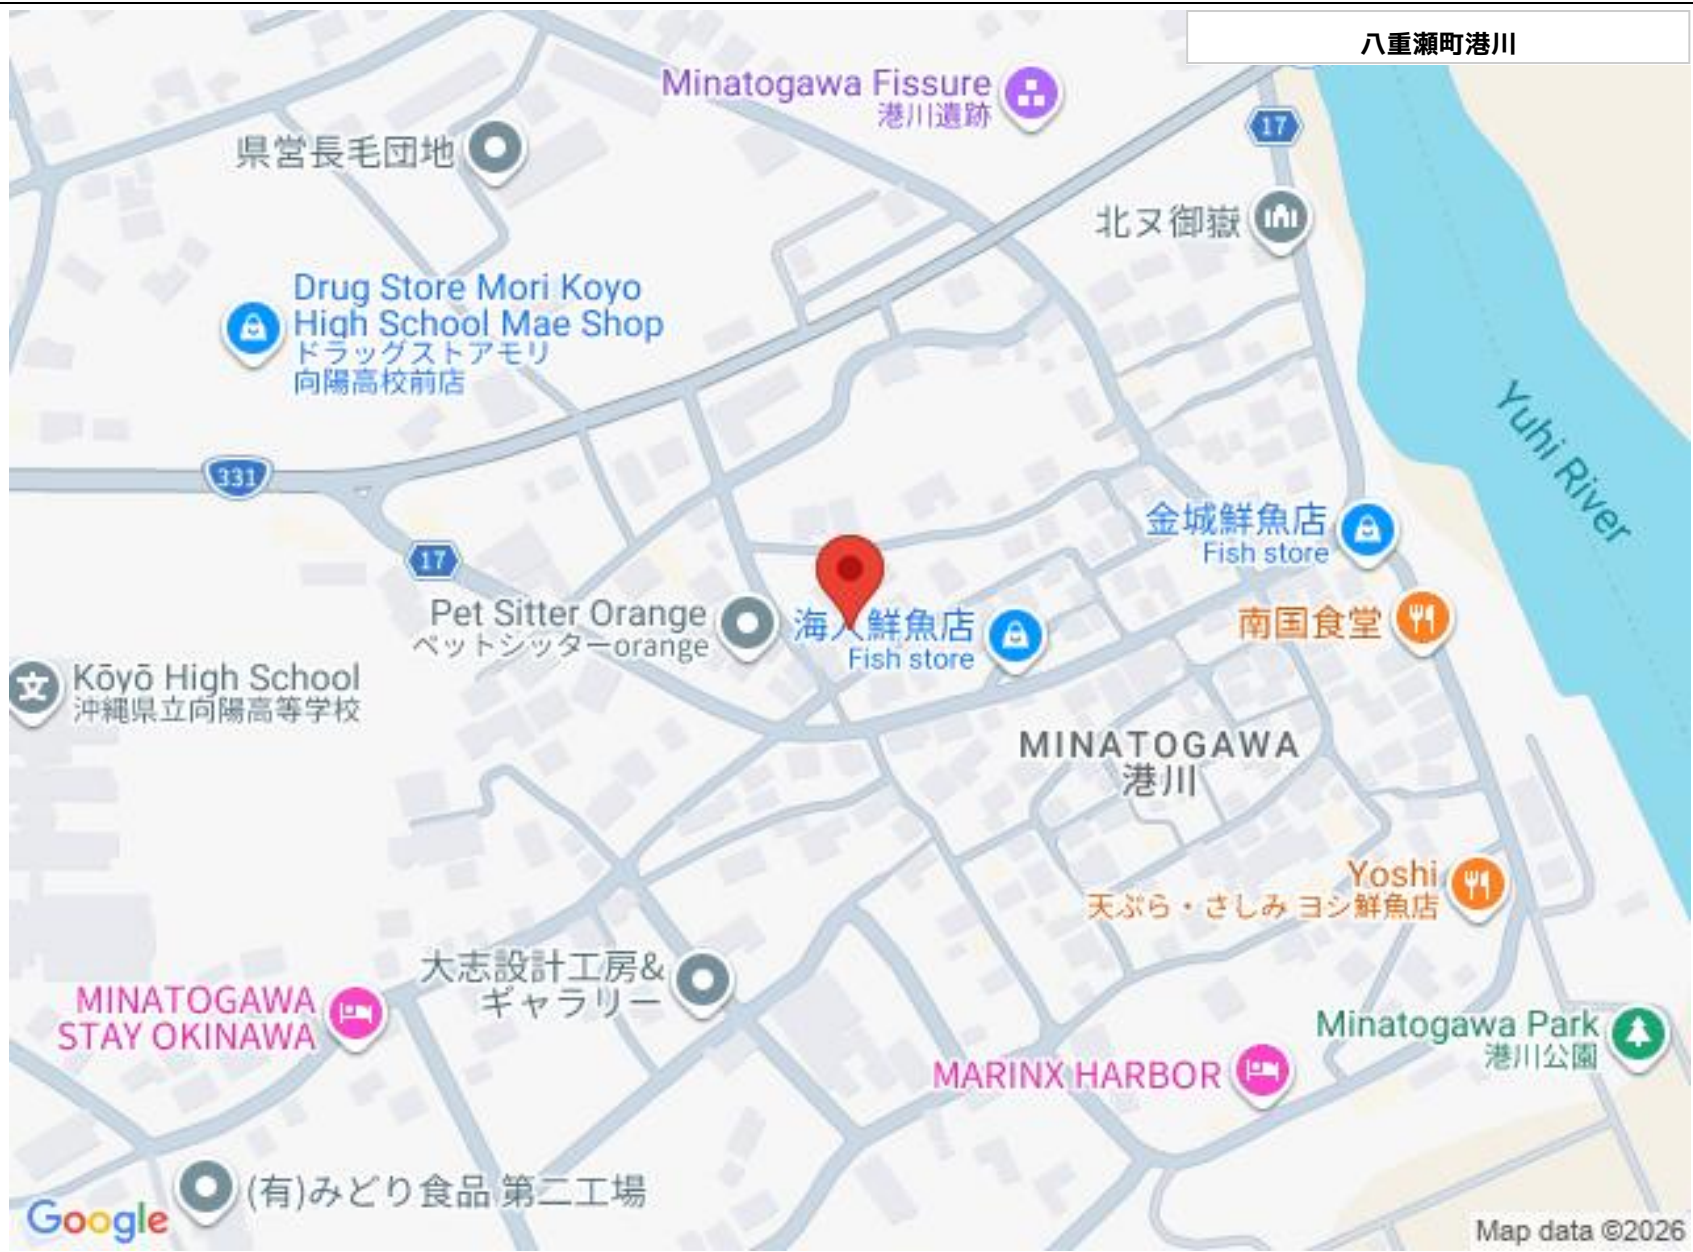 八重瀬町港川
Minatogawa Fissure
港川遺跡
17
県営長毛団地
北ヌ御嶽
Drug Store Mori Koyo
High School Mae Shop
ドラッグストアモリ
向陽高校前店
Yuhi River
331
金城鮮魚店
Fish store
17
Pet Sitter Orange
ペットシッターorange
海人鮮魚店
Fish store
南国食堂
Kōyō High School
沖縄県立向陽高等学校
MINATOGAWA
港川
Yoshi
天ぷら・さしみ ヨシ鮮魚店
大志設計工房&
ギャラリー
MINATOGAWA
STAY OKINAWA
Minatogawa Park
港川公園
MARINX HARBOR
(有)みどり食品 第二工場
Google
Map data ©2026